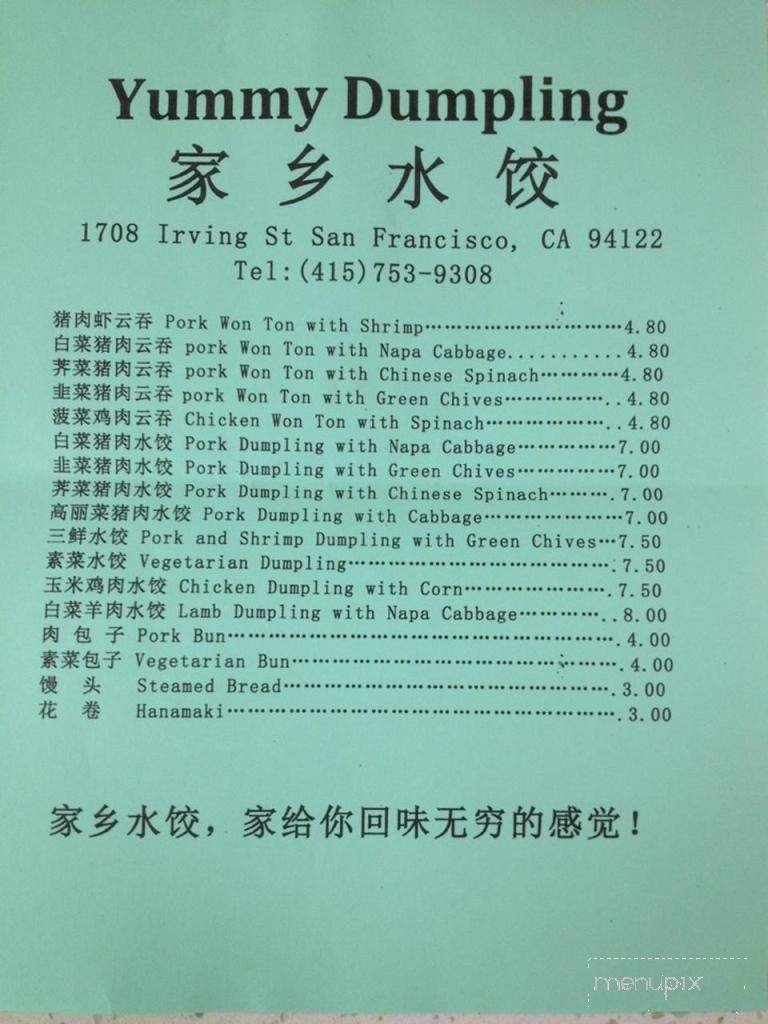 Yummy Dumpling
家 乡 水 饺
1708 Irving St San Francisco, CA 94122
Tel:(415)753-9308
猪肉虾云吞 Pork Won Ton with Shrimp…………………………4.80
白菜猪肉云吞 pork Won Ton with Napa Cabbage...........4.80
荠菜猪肉云吞 pork Won Ton with Chinese Spinach…………4.80
韭菜猪肉云吞 pork Won Ton with Green Chives……………..4.80
菠菜鸡肉云吞 Chicken Won Ton with Spinach………………..4.80
白菜猪肉水饺 Pork Dumpling with Napa Cabbage……………7.00
韭菜猪肉水饺 Pork Dumpling with Green Chives……………7.00
荠菜猪肉水饺 Pork Dumpling with Chinese Spinach……….7.00
高丽菜猪肉水饺 Pork Dumpling with Cabbage…………………7.00
三鲜水饺 Pork and Shrimp Dumpling with Green Chives…7.50
素菜水饺 Vegetarian Dumpling………………………………….7.50
玉米鸡肉水饺 Chicken Dumpling with Corn………………….7.50
白菜羊肉水饺 Lamb Dumpling with Napa Cabbage…………..8.00
肉 包 子 Pork Bun………………………………………………….4.00
素菜包子 Vegetarian Bun………………………………………….4.00
馒 头 Steamed Bread………………………………………….3.00
花 卷 Hanamaki………………………………………………….3.00
家乡水饺，家给你回味无穷的感觉！
menupix